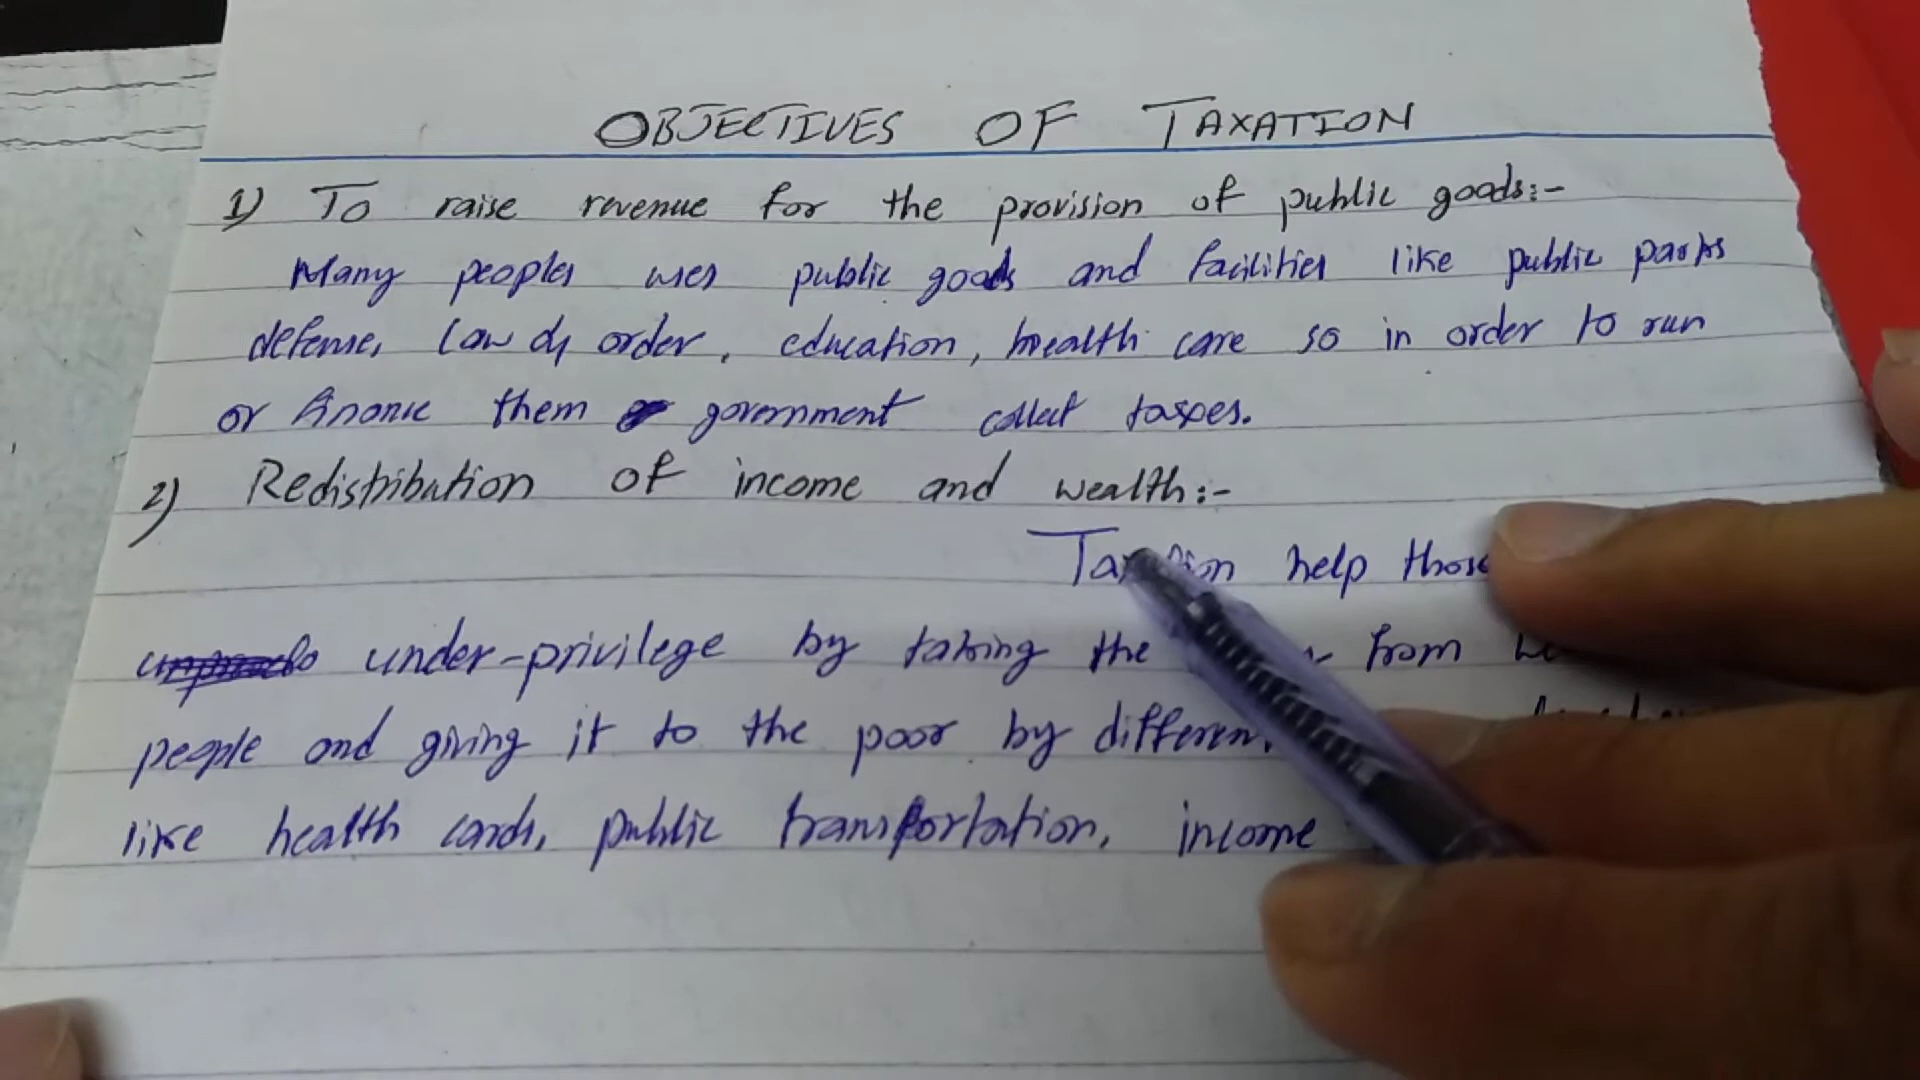 OBJECTIVES OF TAXATION
1) To raise revenue for the provision of public goods:-
Many peoples uses public goods and facilities like public parks
defense, law & order, education, health care so in order to run
or finance them government collect taxes.
2) Redistribution of income and wealth:-
Taxation help those
under-privilege by taking the from
people and giving it to the poor by different
like health cards, public transportation, income